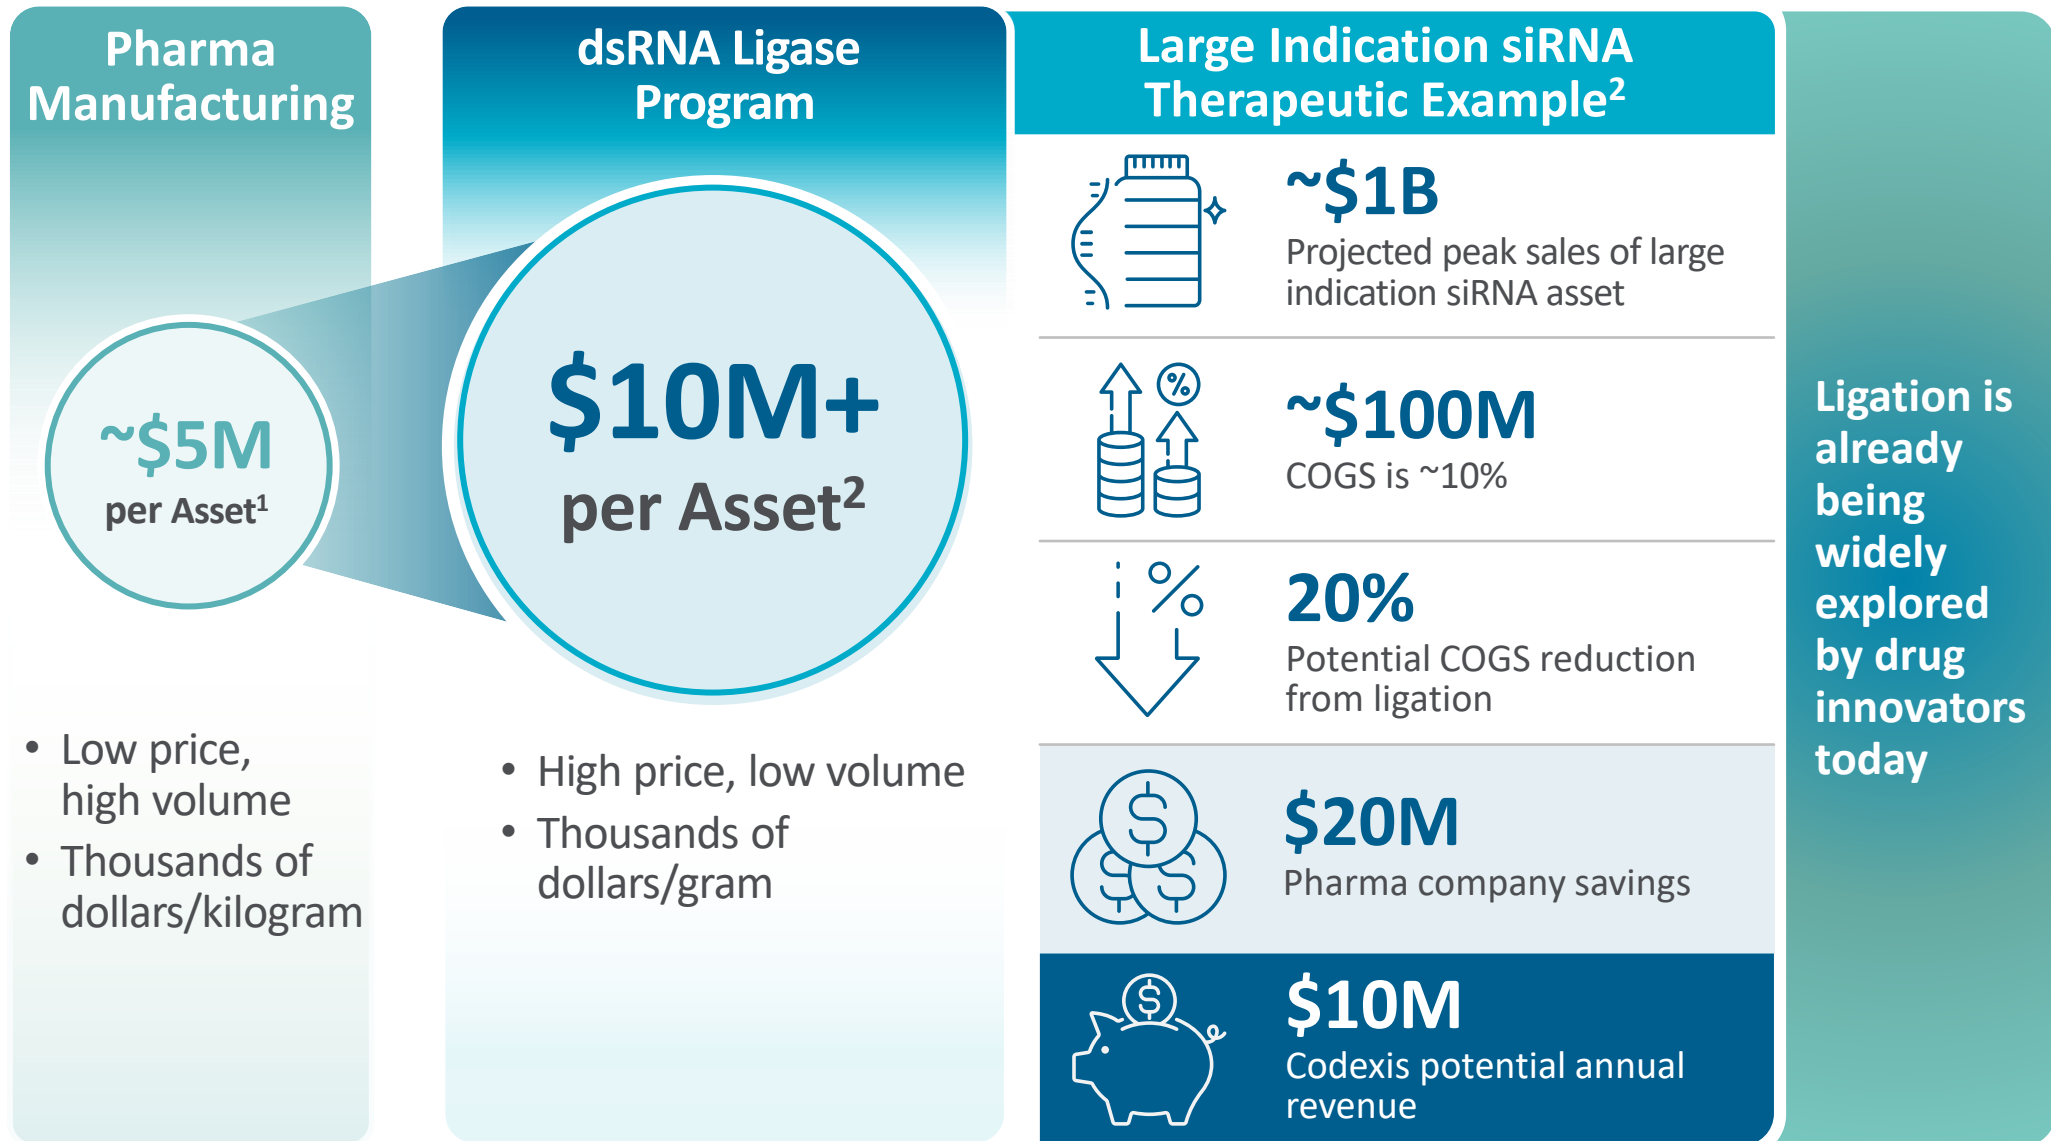 Pharma
Manufacturing
~$5M
per Asset¹
• Low price,
high volume
• Thousands of
dollars/kilogram
dsRNA Ligase
Program
$10M+
per Asset²
• High price, low volume
• Thousands of
dollars/gram
Large Indication siRNA
Therapeutic Example²
~$1B
Projected peak sales of large
indication siRNA asset
~$100M
COGS is ~10%
20%
Potential COGS reduction
from ligation
$20M
Pharma company savings
$10M
Codexis potential annual
revenue
Ligation is
already
being
widely
explored
by drug
innovators
today